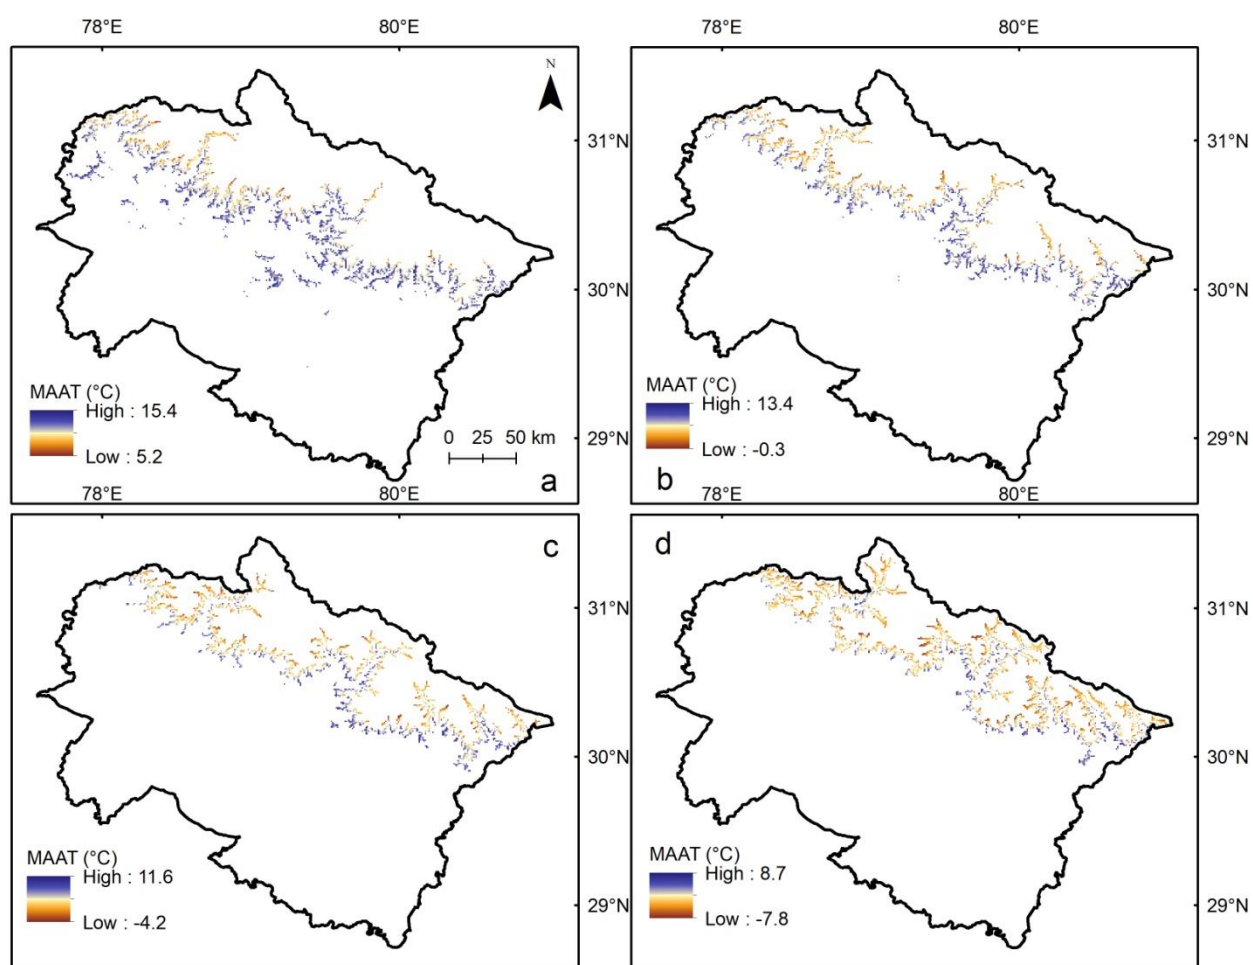 78°E 80°E 78°E 80°E
N
31°N 31°N
30°N 30°N
MAAT (°C)
High : 15.4
Low : 5.2
0 25 50 km
29°N
a
MAAT (°C)
High : 13.4
Low : -0.3
29°N
b
78°E 80°E 78°E 80°E
c d
31°N 31°N
30°N 30°N
MAAT (°C)
High : 11.6
Low : -4.2
29°N
MAAT (°C)
High : 8.7
Low : -7.8
29°N